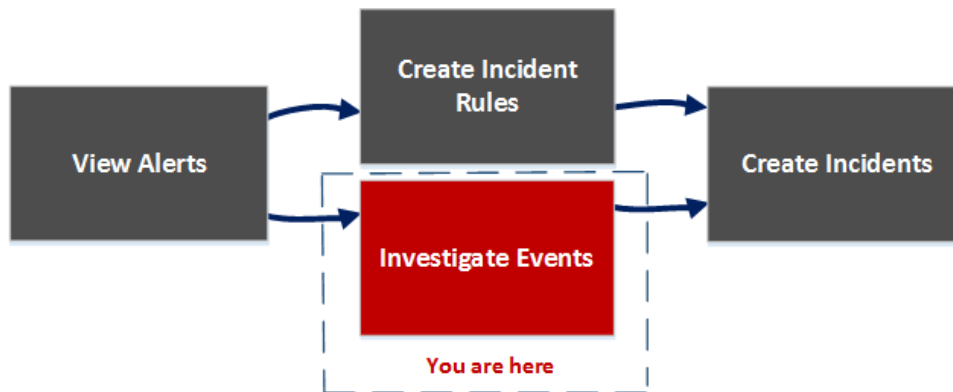 Create Incident
Rules
View Alerts
Create Incidents
Investigate Events
You are here